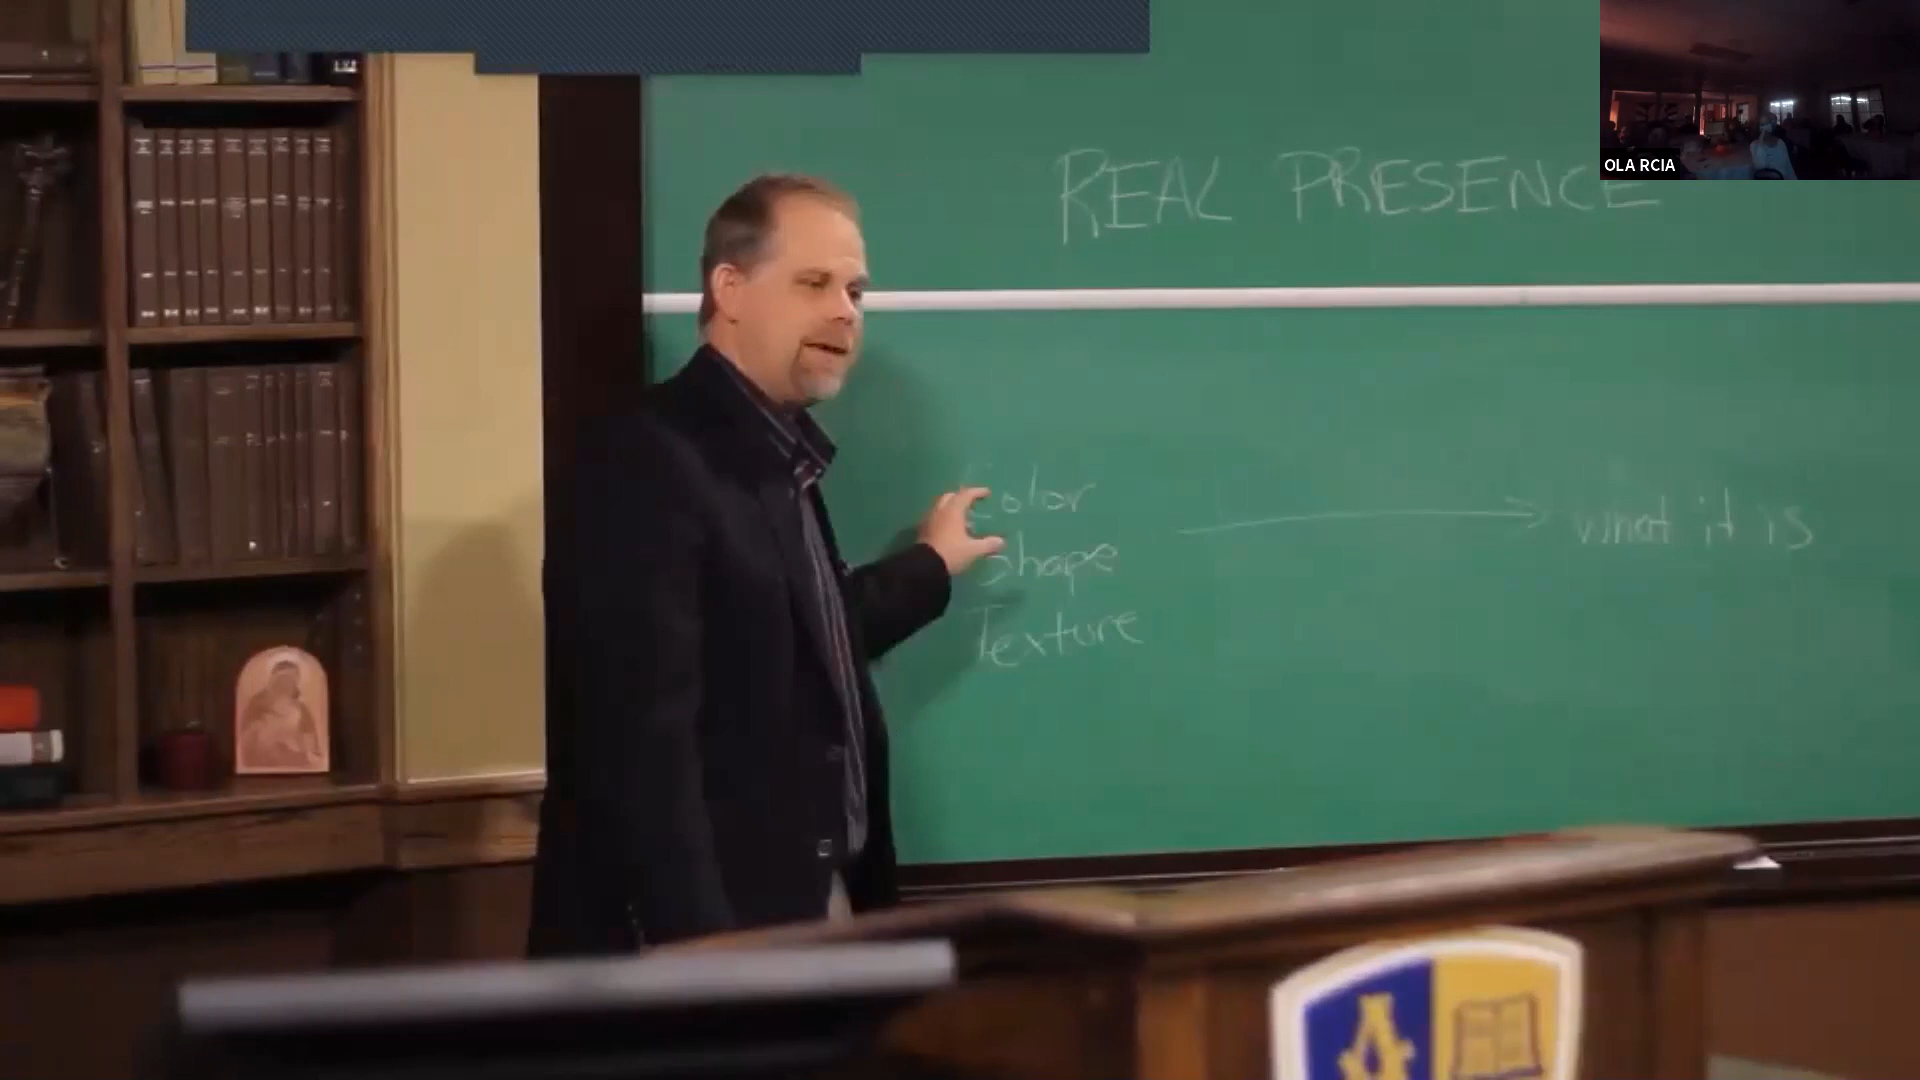 REAL PRESENCE
OLA RCIA
Color
Shape
Texture
what it is